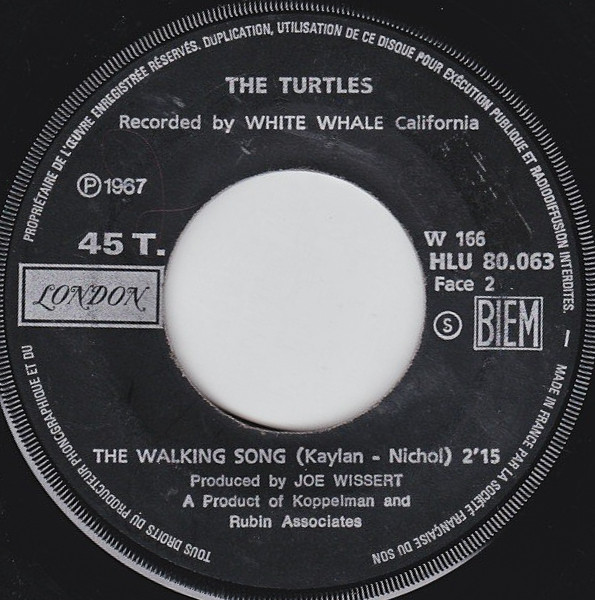 TOUS DROITS DU PRODUCTEUR PHONOGRAPHIQUE ET DU PROPRIÉTAIRE DE L'ŒUVRE ENREGISTRÉE RÉSERVÉS. DUPLICATION, UTILISATION DE CE DISQUE POUR EXÉCUTION PUBLIQUE ET RADIODIFFUSION INTERDITES. 
THE TURTLES
Recorded by WHITE WHALE California
℗ 1967
45 T.
LONDON
W 166
HLU 80.063
Face 2
Ⓢ BIEM
I
THE WALKING SONG (Kaylan - Nichol) 2'15
Produced by JOE WISSERT
A Product of Koppelman and
Rubin Associates
MADE IN FRANCE PAR LA SOCIÉTÉ FRANÇAISE DU SON